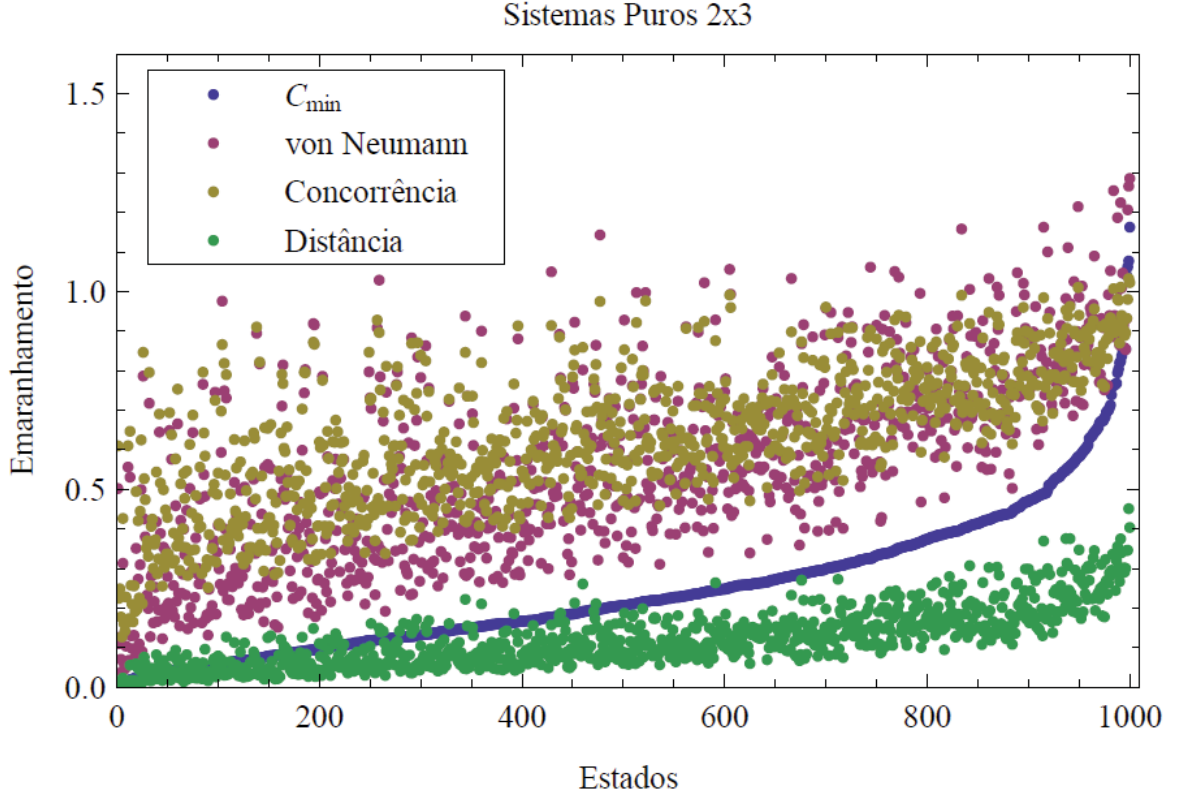 Sistemas Puros 2x3
C_min
von Neumann
Concorrência
Distância
Emaranhamento
1.5
1.0
0.5
0.0
0 200 400 600 800 1000
Estados